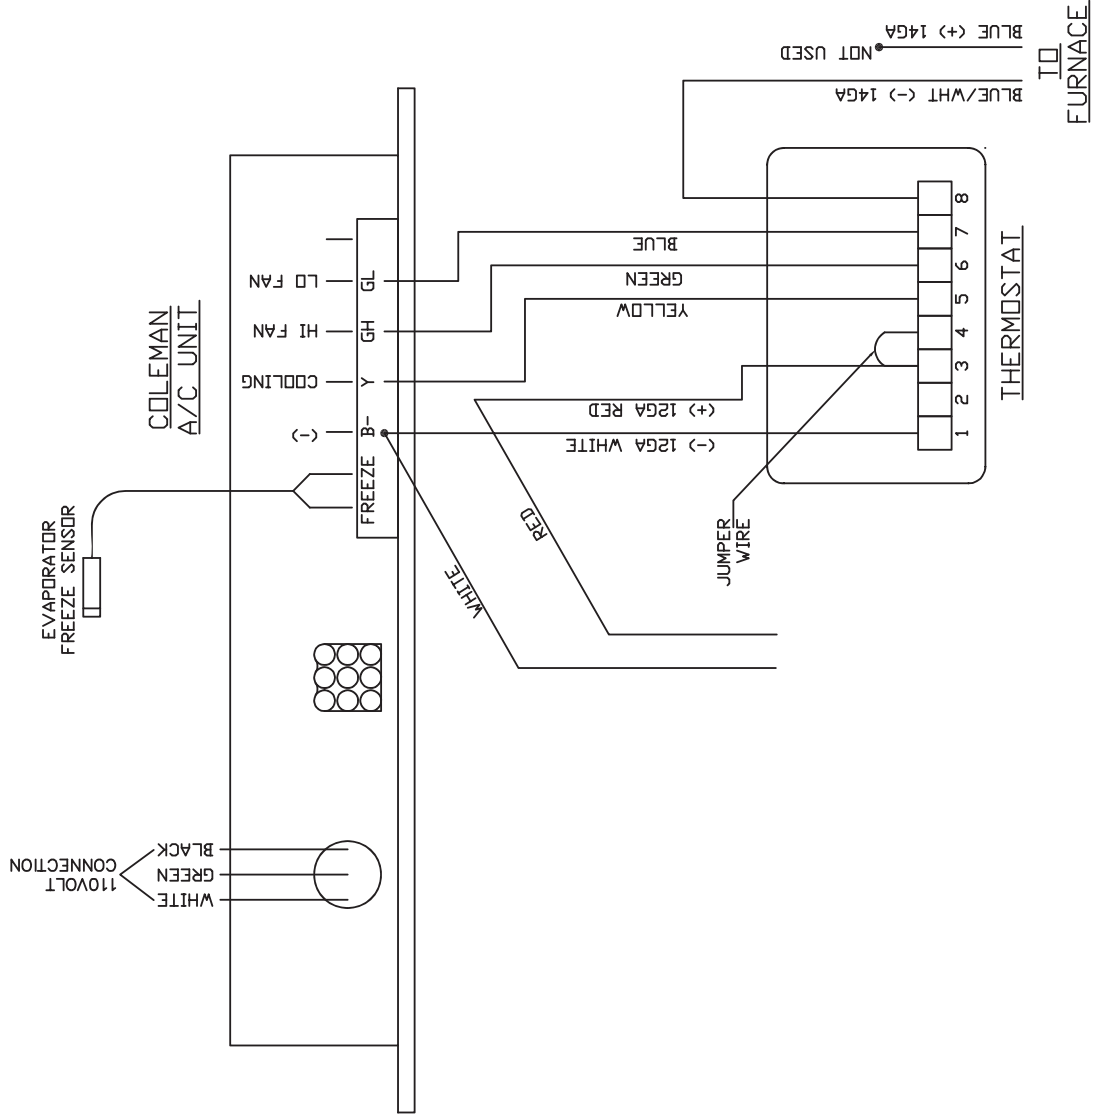 BLUE (+) 14GA
NOT USED
BLUE/WHT (-) 14GA
TO
FURNACE
COLEMAN
A/C UNIT
LO FAN
GL
HI FAN
GH
COOLING
Y
(-)
B-
FREEZE
EVAPORATOR
FREEZE SENSOR
BLUE
GREEN
YELLOW
(+) 12GA RED
(-) 12GA WHITE
RED
WHITE
8
7
6
5
4
3
2
1
THERMOSTAT
JUMPER
WIRE
110VOLT
CONNECTION
BLACK
GREEN
WHITE